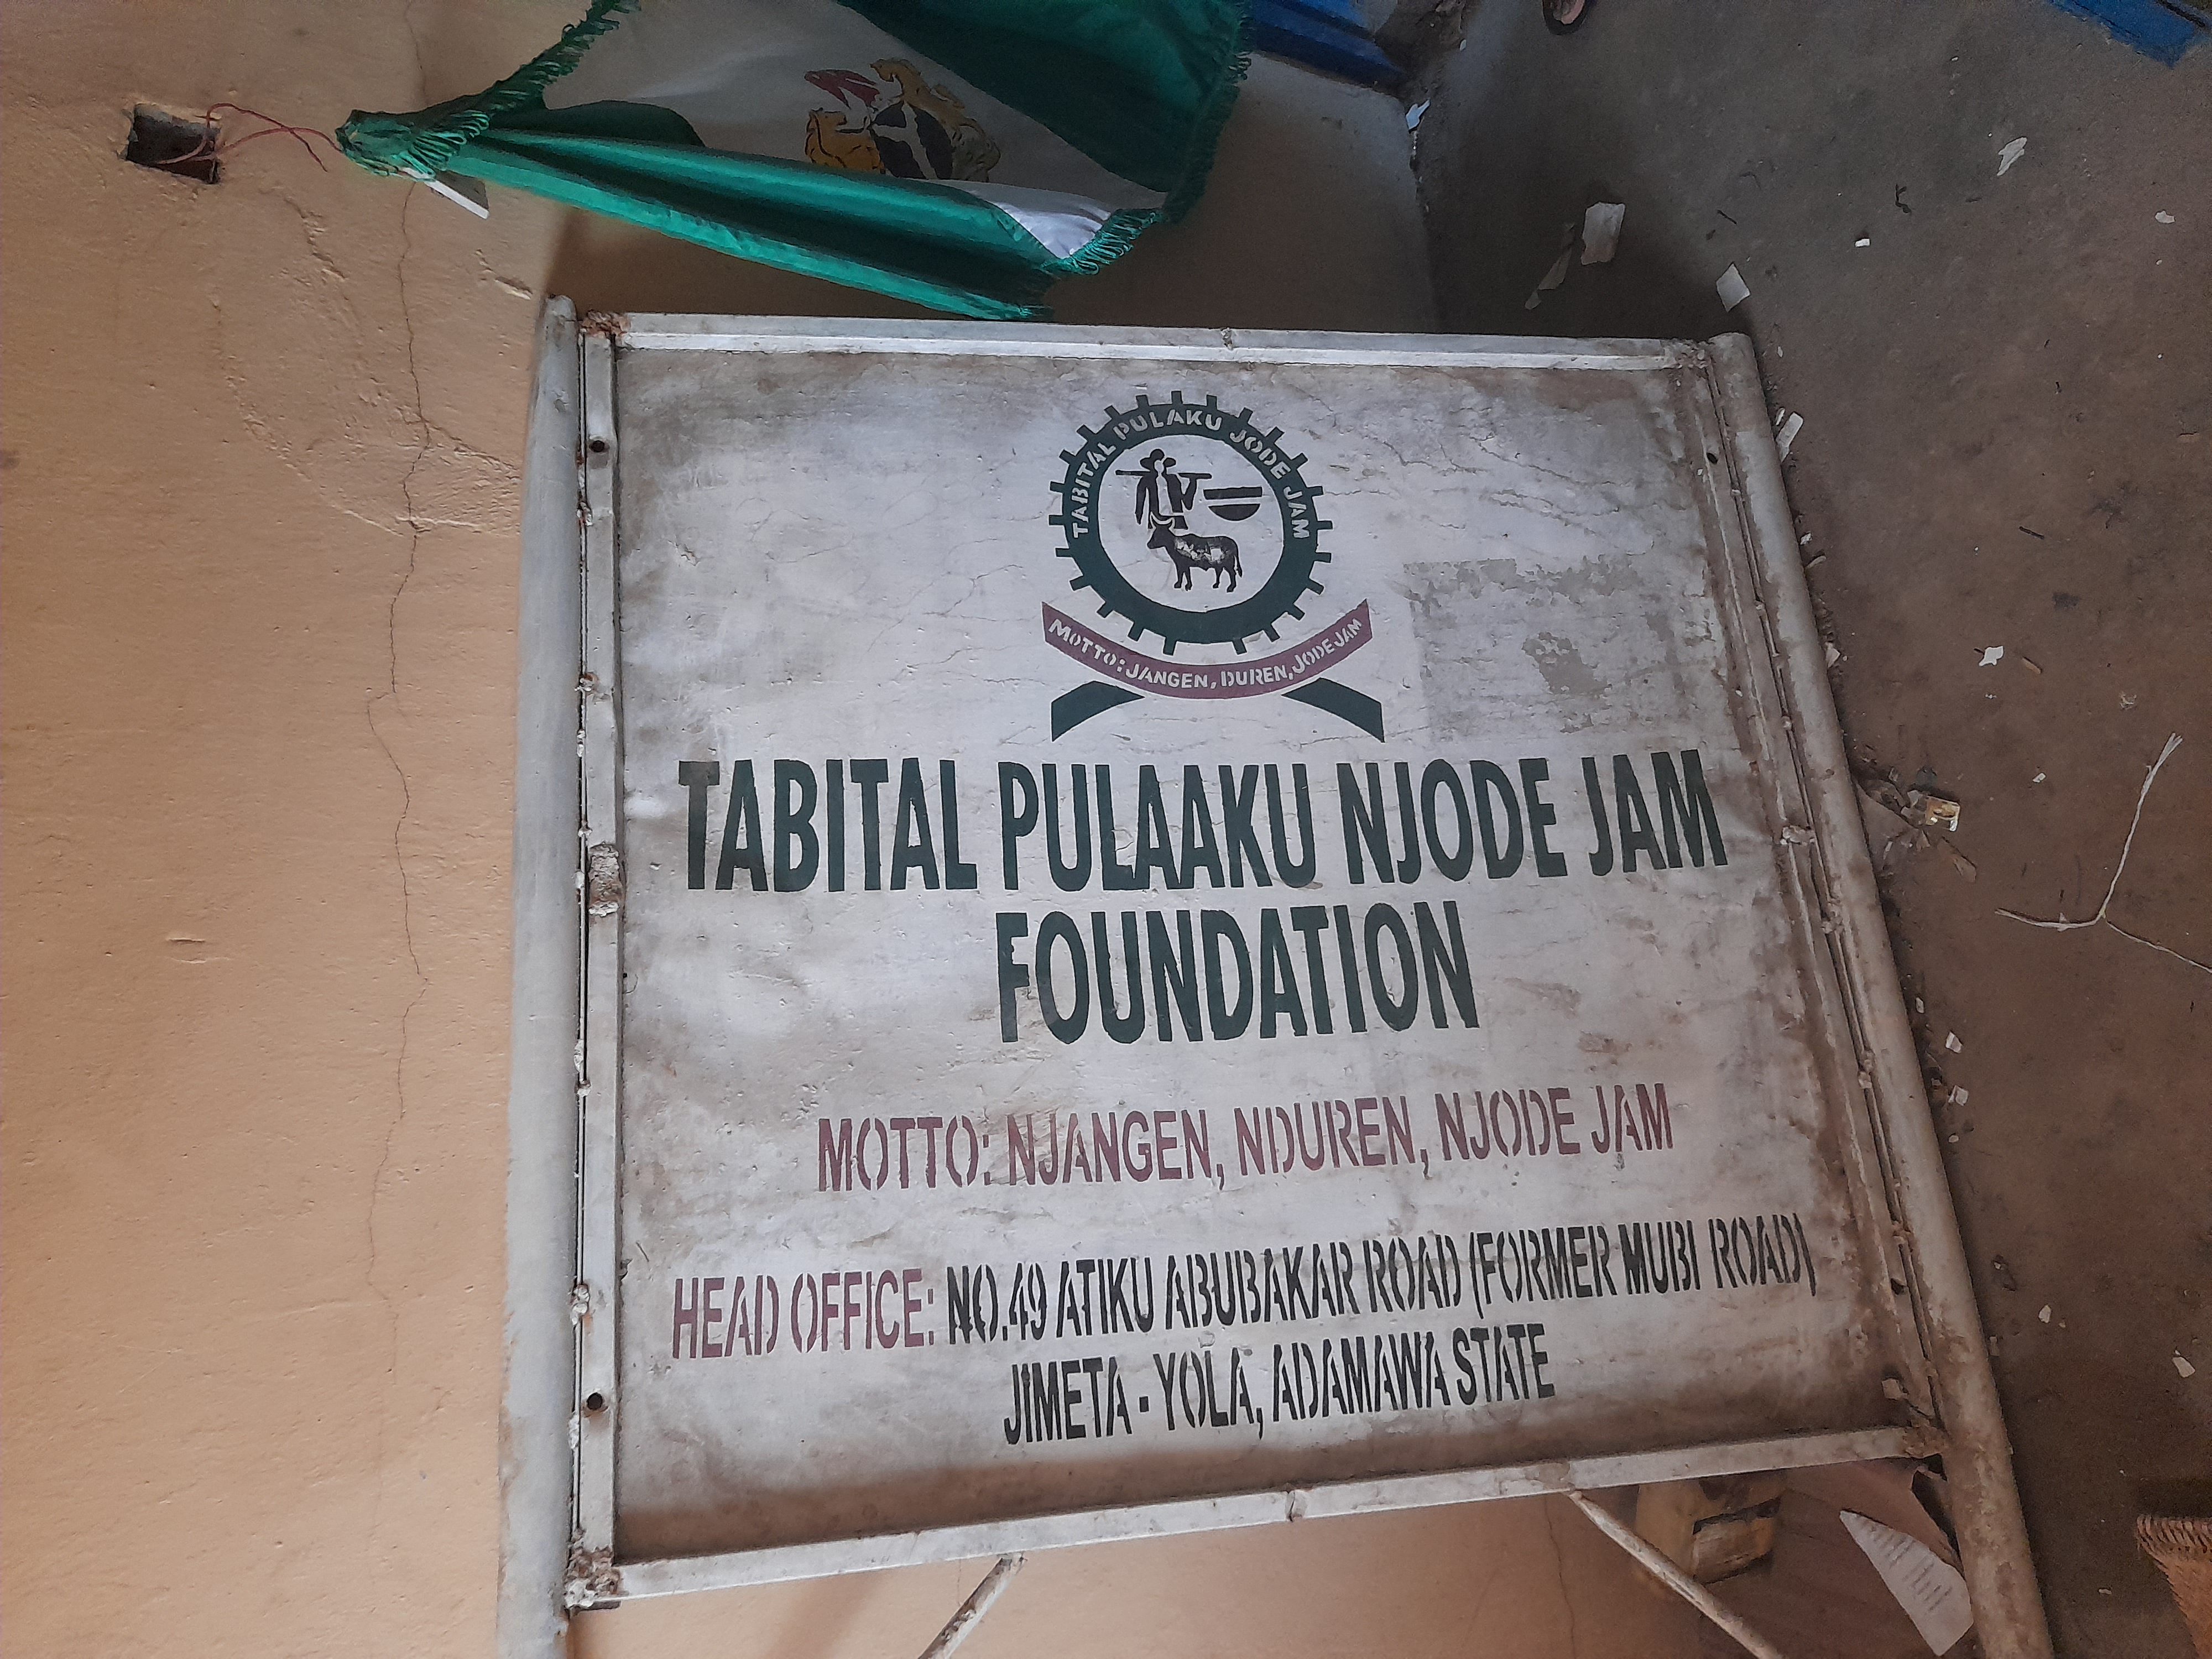 TABITAL PULAKU JODE JAM
MOTTO: JANGEN, DUREN, JODE JAM
TABITAL PULAAKU NJODE JAM
FOUNDATION
MOTTO: NJANGEN, NDUREN, NJODE JAM
HEAD OFFICE: NO.49 ATIKU ABUBAKAR ROAD (FORMER MUBI ROAD)
JIMETA - YOLA, ADAMAWA STATE